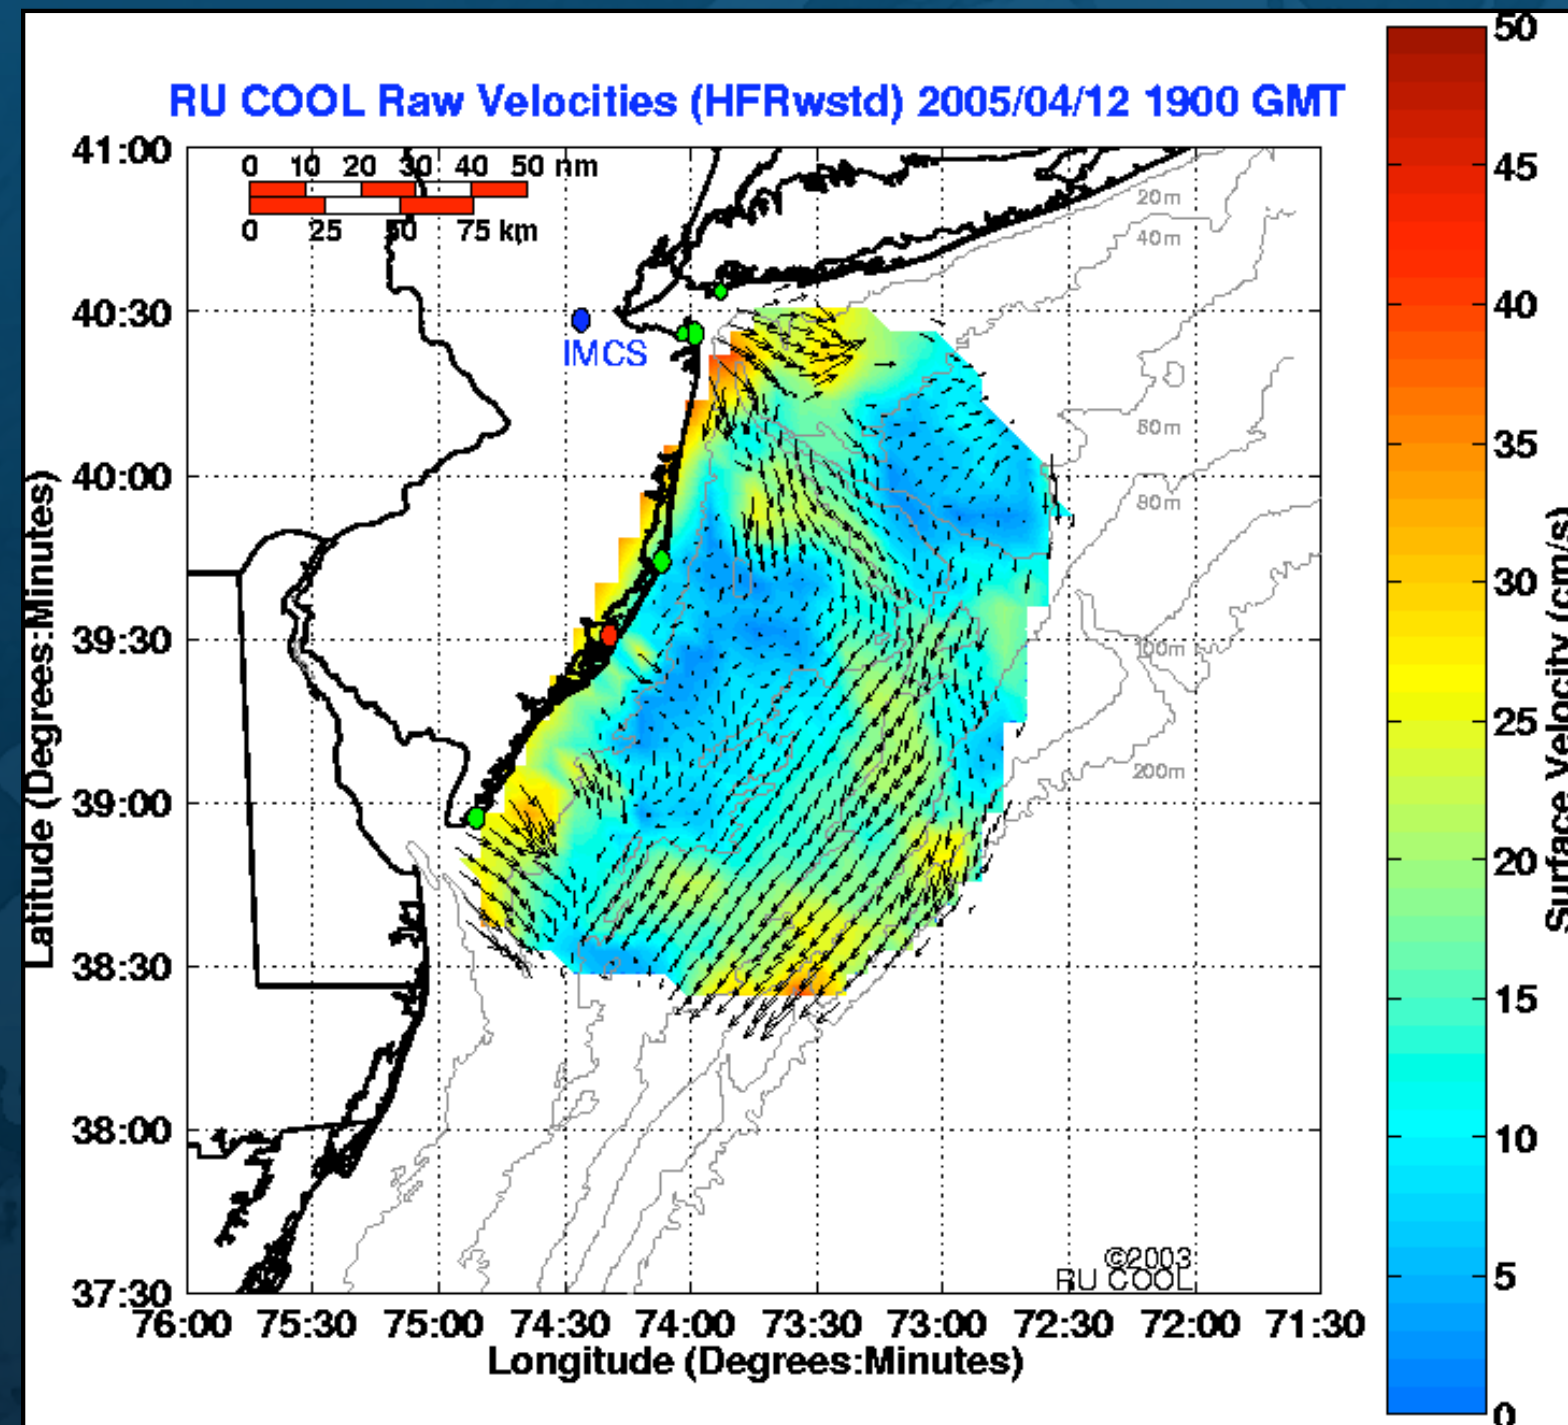 RU COOL Raw Velocities (HFRwstd) 2005/04/12 1900 GMT
0 10 20 30 40 50 nm
0 25 50 75 km
41:00
40:30
40:00
39:30
39:00
38:30
38:00
37:30
Latitude (Degrees:Minutes)
IMCS
20m
40m
60m
80m
100m
200m
©2003
RU COOL
76:00 75:30 75:00 74:30 74:00 73:30 73:00 72:30 72:00 71:30
Longitude (Degrees:Minutes)
50
45
40
35
30
25
20
15
10
5
0
Surface Velocity (cm/s)